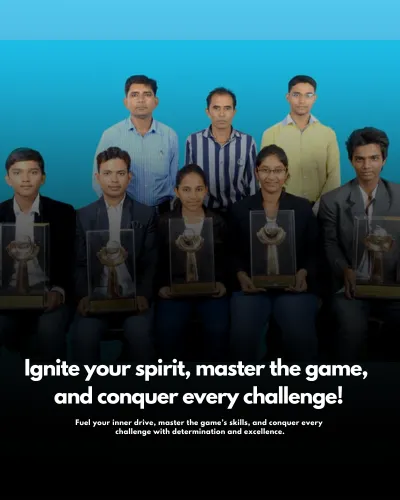 Ignite your spirit, master the game,
and conquer every challenge!
Fuel your inner drive, master the game's skills, and conquer every
challenge with determination and excellence.